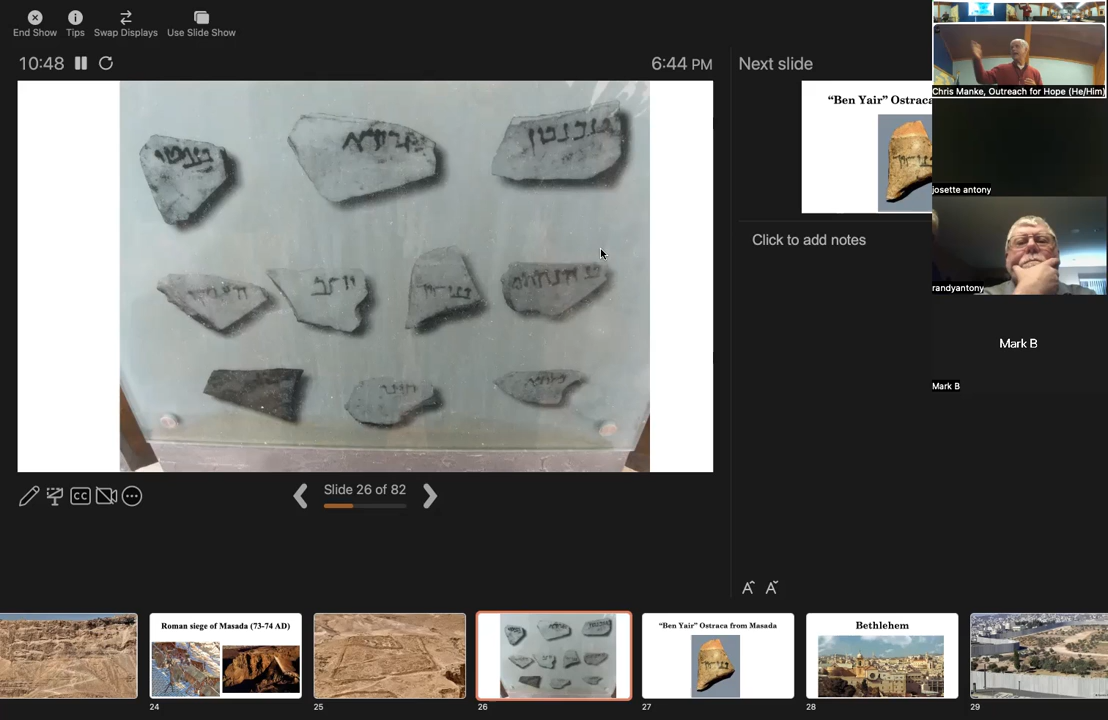 End Show
Tips
Swap Displays
Use Slide Show
10:48
6:44 PM
Next slide
"Ben Yair" Ostraca
Click to add notes
Chris Manke, Outreach for Hope (He/Him)
josette antony
randyantony
Mark B
Mark B
CC
Slide 26 of 82
A A
Roman siege of Masada (73-74 AD)
"Ben Yair" Ostraca from Masada
Bethlehem
24
25
26
27
28
29